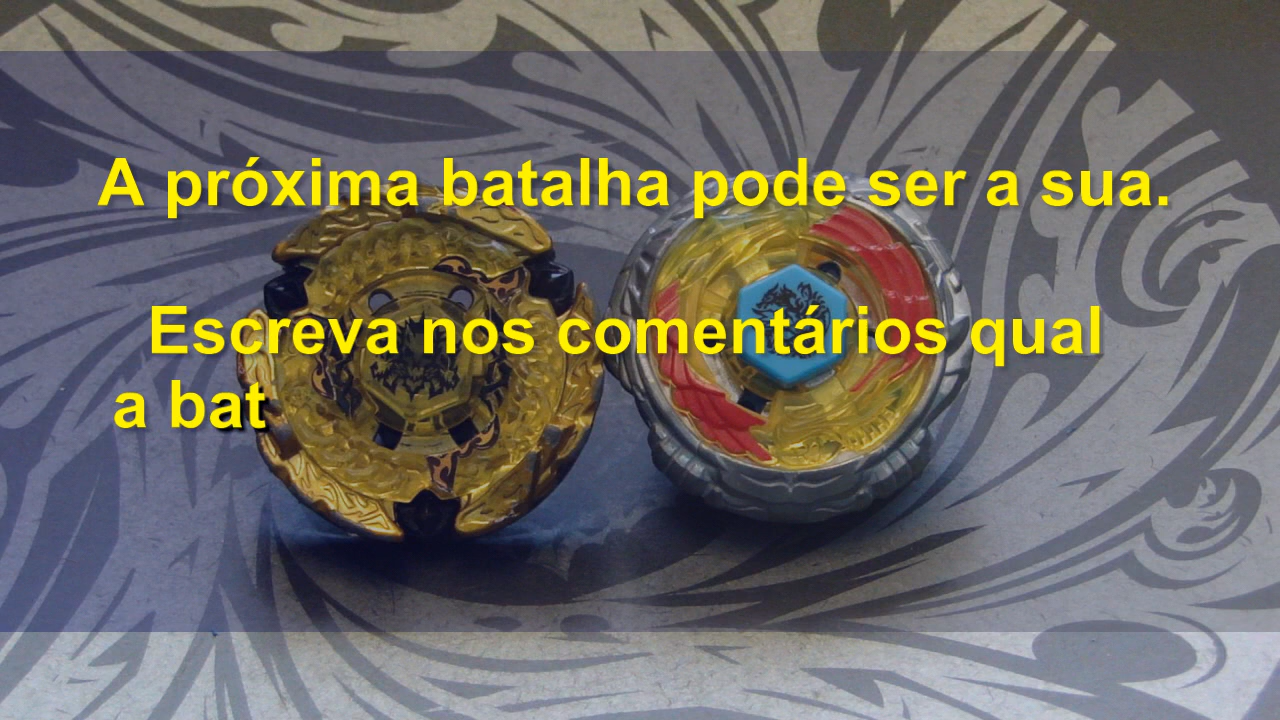 A próxima batalha pode ser a sua.
Escreva nos comentários qual
a bat